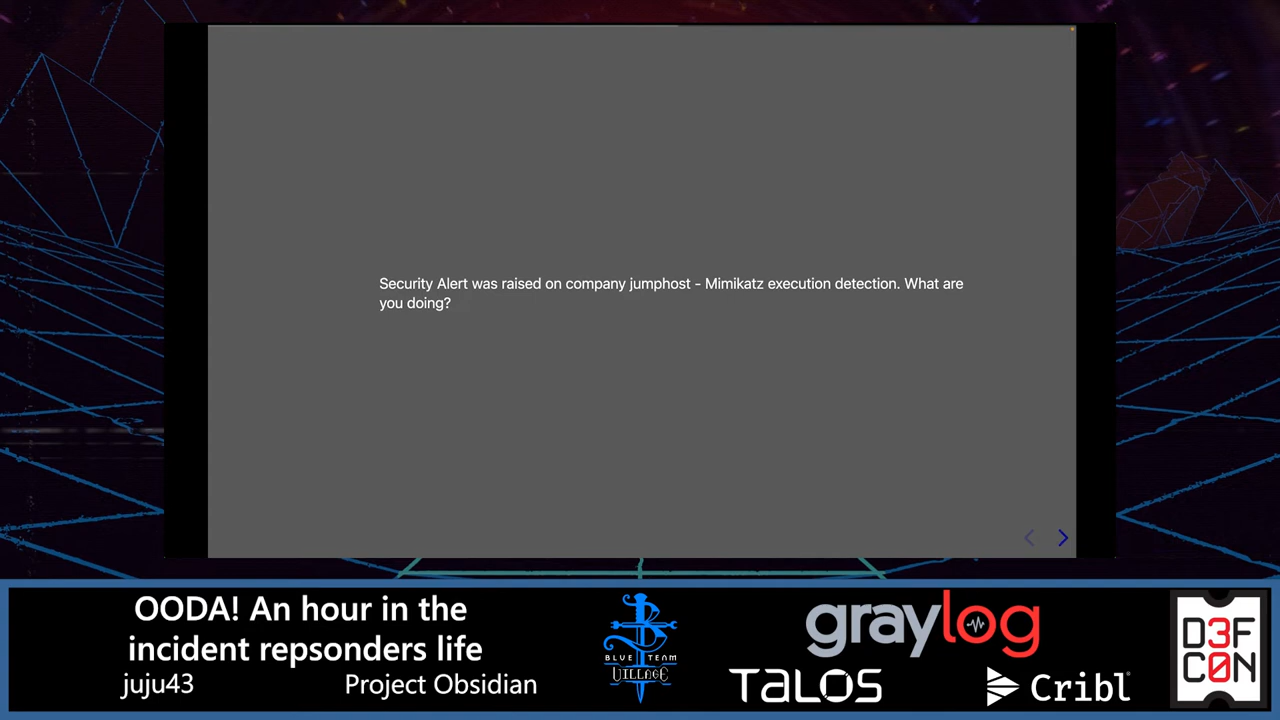 Security Alert was raised on company jumphost - Mimikatz execution detection. What are
you doing?
OODA! An hour in the
incident repsonders life
juju43
Project Obsidian
BLUE TEAM
VILLAGE
graylog
TALOS
Cribl
D3F
C0N